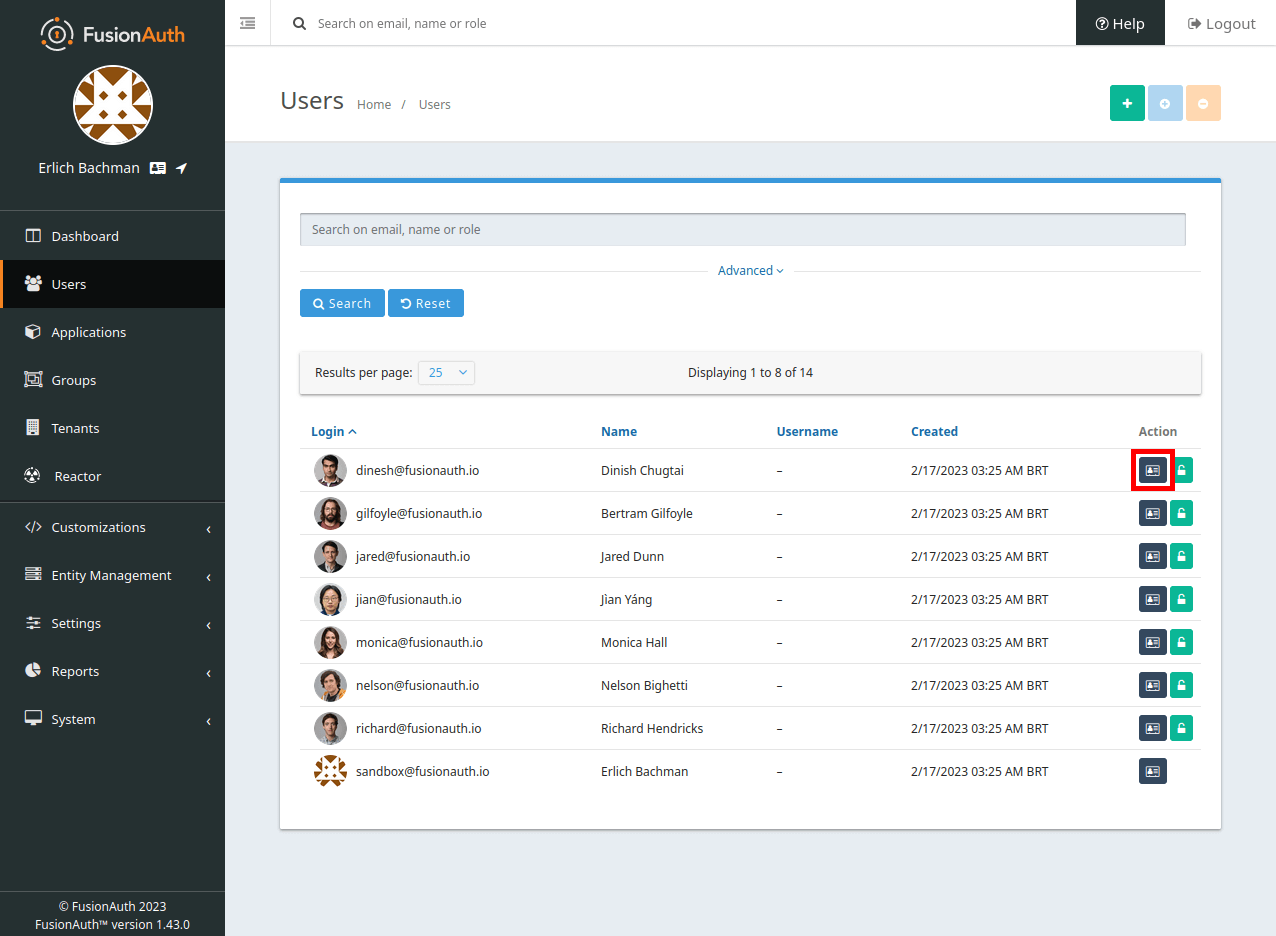 FusionAuth
Search on email, name or role
Help
Logout
Erlich Bachman
Users Home / Users
Dashboard
Users
Applications
Groups
Tenants
Reactor
Customizations
Entity Management
Settings
Reports
System
© FusionAuth 2023
FusionAuth™ version 1.43.0
Search on email, name or role
Advanced
Search Reset
Results per page: 25 Displaying 1 to 8 of 14
Login Name Username Created Action
dinesh@fusionauth.io Dinish Chugtai – 2/17/2023 03:25 AM BRT
gilfoyle@fusionauth.io Bertram Gilfoyle – 2/17/2023 03:25 AM BRT
jared@fusionauth.io Jared Dunn – 2/17/2023 03:25 AM BRT
jian@fusionauth.io Jìan Yáng – 2/17/2023 03:25 AM BRT
monica@fusionauth.io Monica Hall – 2/17/2023 03:25 AM BRT
nelson@fusionauth.io Nelson Bighetti – 2/17/2023 03:25 AM BRT
richard@fusionauth.io Richard Hendricks – 2/17/2023 03:25 AM BRT
sandbox@fusionauth.io Erlich Bachman – 2/17/2023 03:25 AM BRT